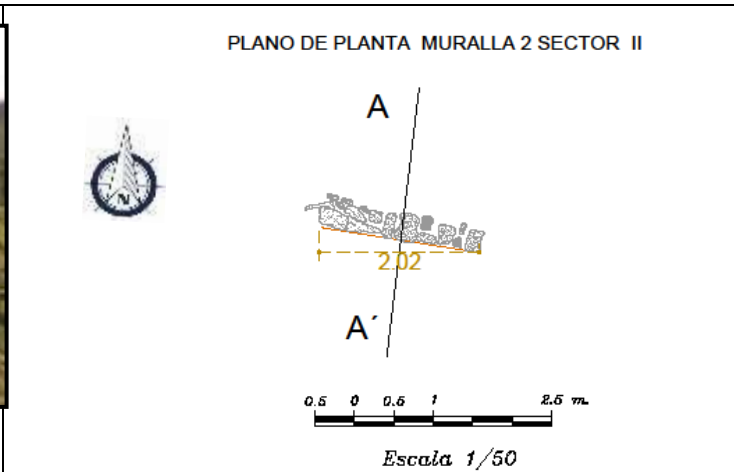 PLANO DE PLANTA MURALLA 2 SECTOR II
A
N
2.02
A´
0.5 0 0.5 1 2.5 m.
Escala 1/50